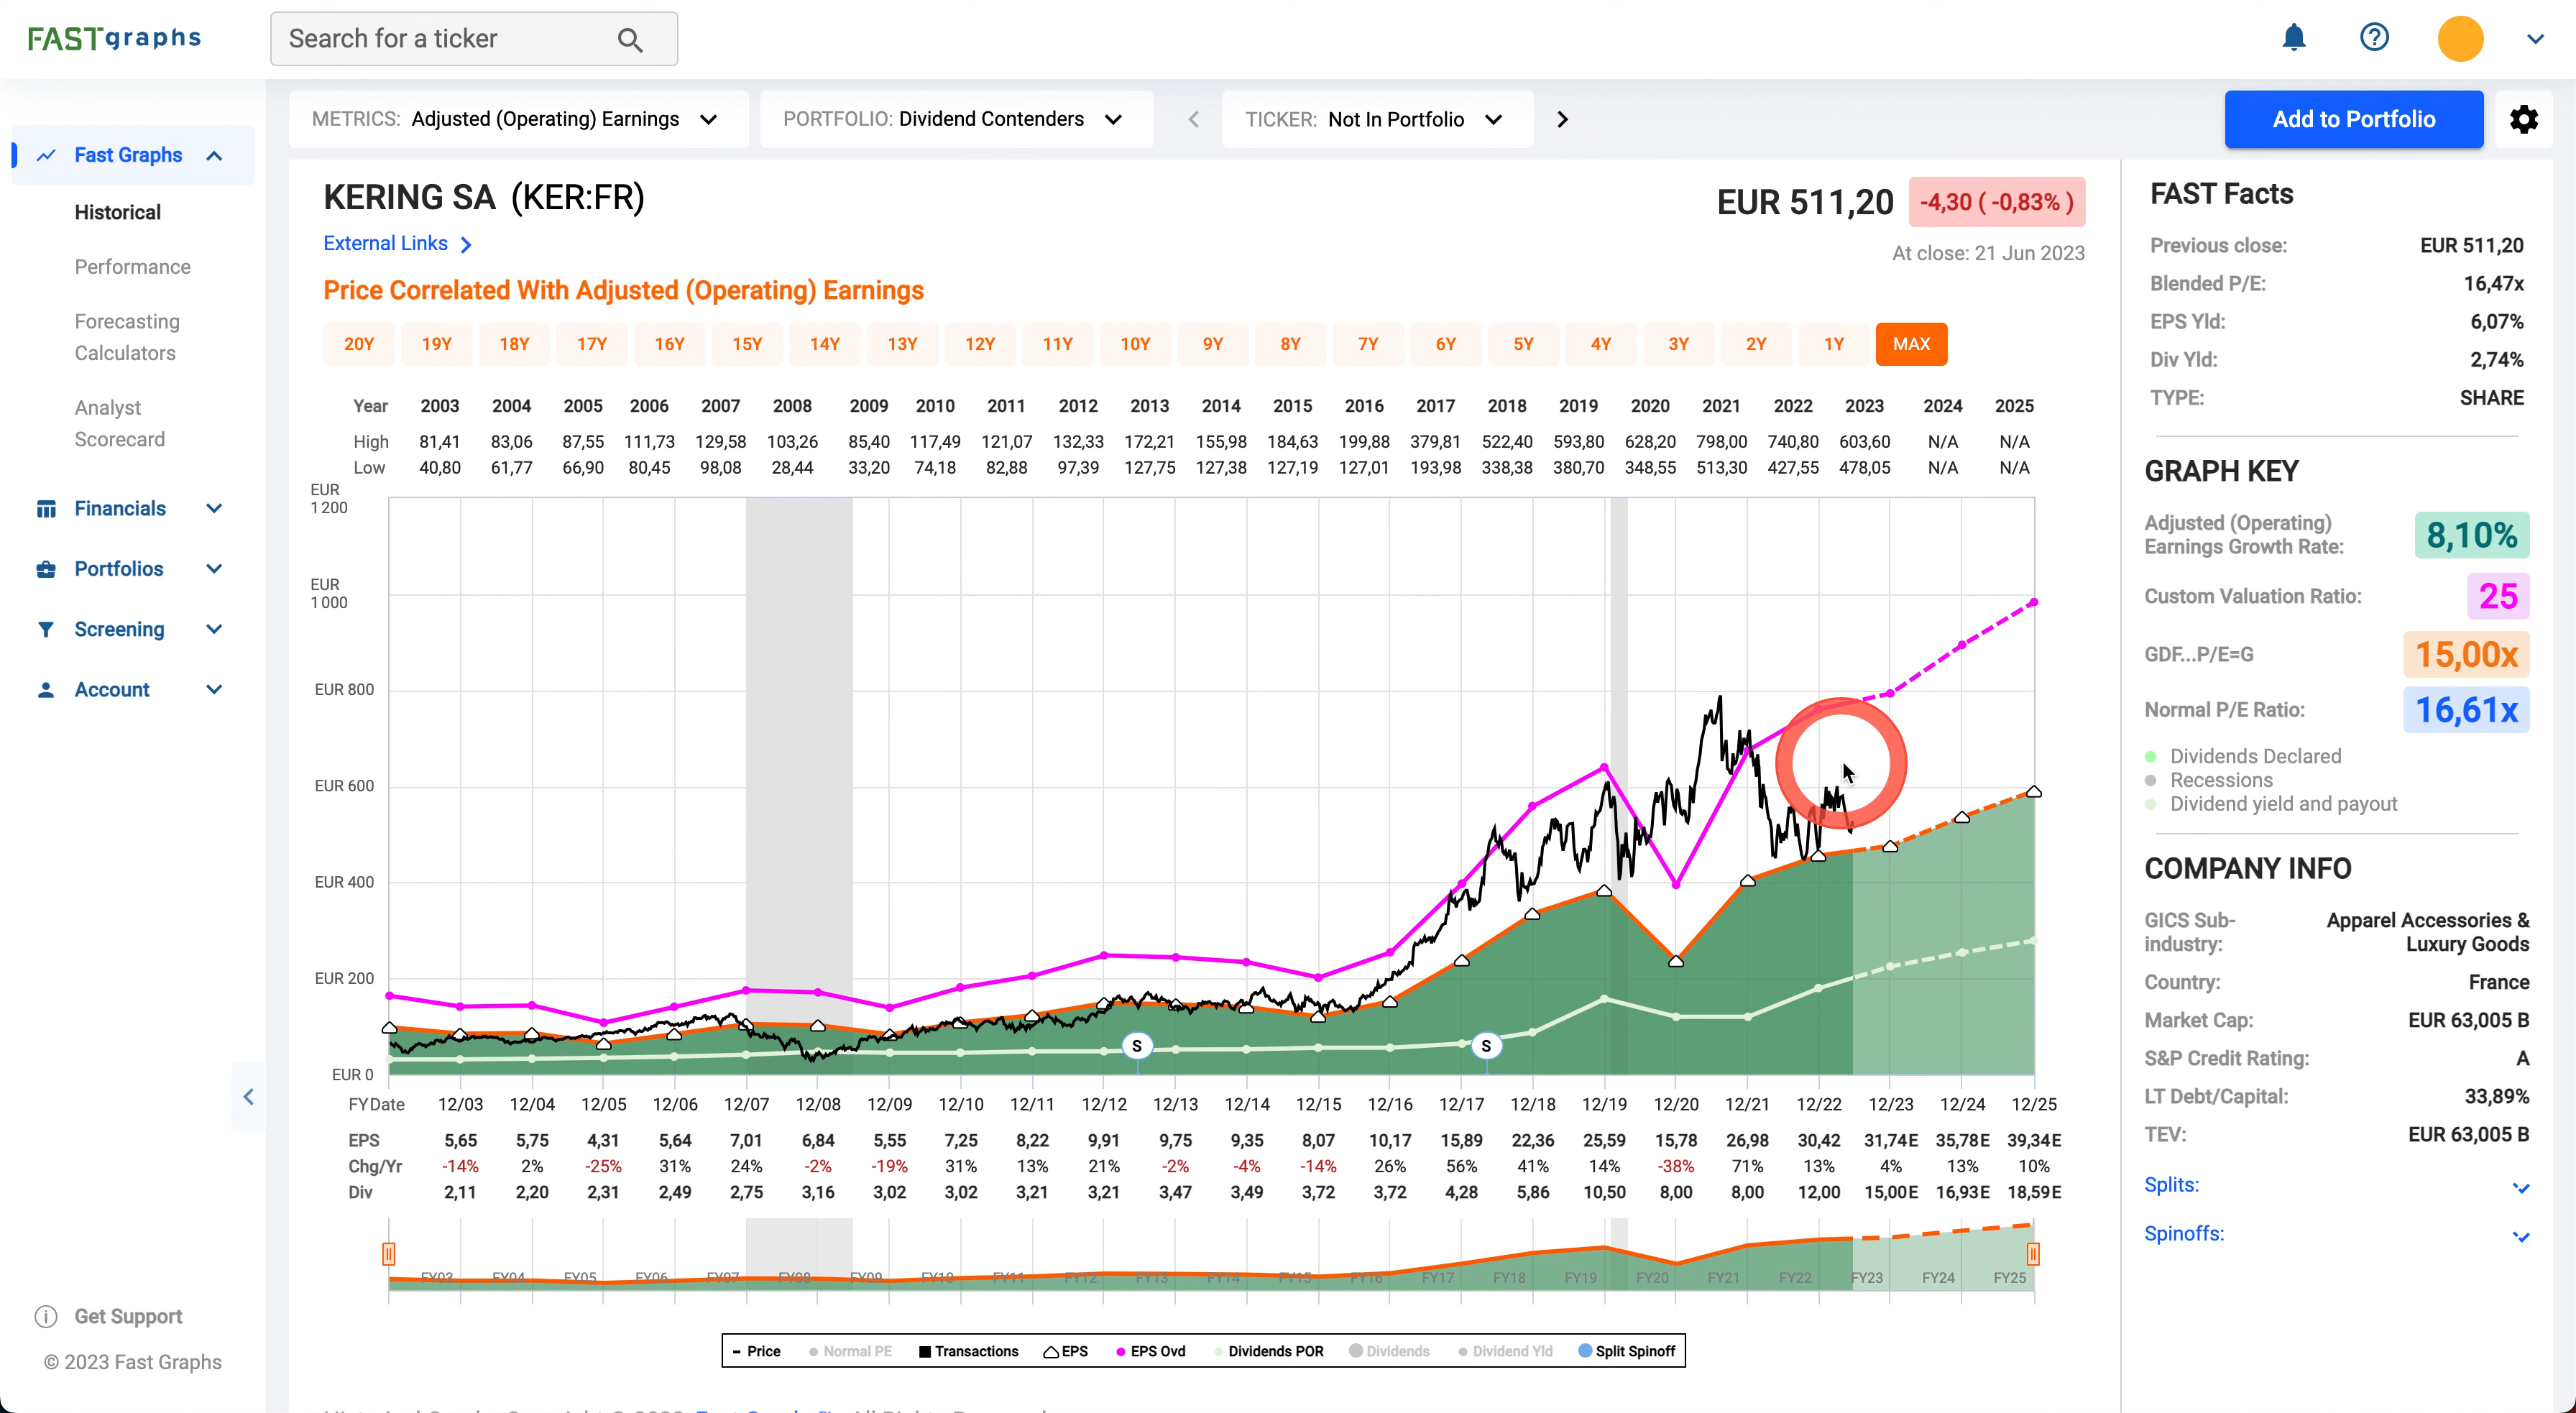 FASTgraphs
Search for a ticker
METRICS: Adjusted (Operating) Earnings
PORTFOLIO: Dividend Contenders
TICKER: Not In Portfolio
Add to Portfolio
Fast Graphs
Historical
Performance
Forecasting
Calculators
Analyst
Scorecard
Financials
Portfolios
Screening
Account
Get Support
© 2023 Fast Graphs
KERING SA (KER:FR)
EUR 511,20 -4,30 ( -0,83% )
External Links
At close: 21 Jun 2023
Price Correlated With Adjusted (Operating) Earnings
20Y 19Y 18Y 17Y 16Y 15Y 14Y 13Y 12Y 11Y 10Y 9Y 8Y 7Y 6Y 5Y 4Y 3Y 2Y 1Y MAX
Year 2003 2004 2005 2006 2007 2008 2009 2010 2011 2012 2013 2014 2015 2016 2017 2018 2019 2020 2021 2022 2023 2024 2025
High 81,41 83,06 87,55 111,73 129,58 103,26 85,40 117,49 121,07 132,33 172,21 155,98 184,63 199,88 379,81 522,40 593,80 628,20 798,00 740,80 603,60 N/A N/A
Low 40,80 61,77 66,90 80,45 98,08 28,44 33,20 74,18 82,88 97,39 127,75 127,38 127,19 127,01 193,98 338,38 380,70 348,55 513,30 427,55 478,05 N/A N/A
EUR
1 200
EUR
1 000
EUR 800
EUR 600
EUR 400
EUR 200
EUR 0
S S
FYDate 12/03 12/04 12/05 12/06 12/07 12/08 12/09 12/10 12/11 12/12 12/13 12/14 12/15 12/16 12/17 12/18 12/19 12/20 12/21 12/22 12/23 12/24 12/25
EPS 5,65 5,75 4,31 5,64 7,01 6,84 5,55 7,25 8,22 9,91 9,75 9,35 8,07 10,17 15,89 22,36 25,59 15,78 26,98 30,42 31,74E 35,78E 39,34E
Chg/Yr -14% 2% -25% 31% 24% -2% -19% 31% 13% 21% -2% -4% -14% 26% 56% 41% 14% -38% 71% 13% 4% 13% 10%
Div 2,11 2,20 2,31 2,49 2,75 3,16 3,02 3,02 3,21 3,21 3,47 3,49 3,72 3,72 4,28 5,86 10,50 8,00 8,00 12,00 15,00E 16,93E 18,59E
FY03 FY04 FY05 FY06 FY07 FY08 FY09 FY10 FY11 FY12 FY13 FY14 FY15 FY16 FY17 FY18 FY19 FY20 FY21 FY22 FY23 FY24 FY25
Price Normal PE Transactions EPS EPS Ovd Dividends POR Dividends Dividend Yld Split Spinoff
FAST Facts
Previous close: EUR 511,20
Blended P/E: 16,47x
EPS Yld: 6,07%
Div Yld: 2,74%
TYPE: SHARE
GRAPH KEY
Adjusted (Operating)
Earnings Growth Rate: 8,10%
Custom Valuation Ratio: 25
GDF...P/E=G 15,00x
Normal P/E Ratio: 16,61x
Dividends Declared
Recessions
Dividend yield and payout
COMPANY INFO
GICS Sub-
industry:
Apparel Accessories &
Luxury Goods
Country: France
Market Cap: EUR 63,005 B
S&P Credit Rating: A
LT Debt/Capital: 33,89%
TEV: EUR 63,005 B
Splits:
Spinoffs: